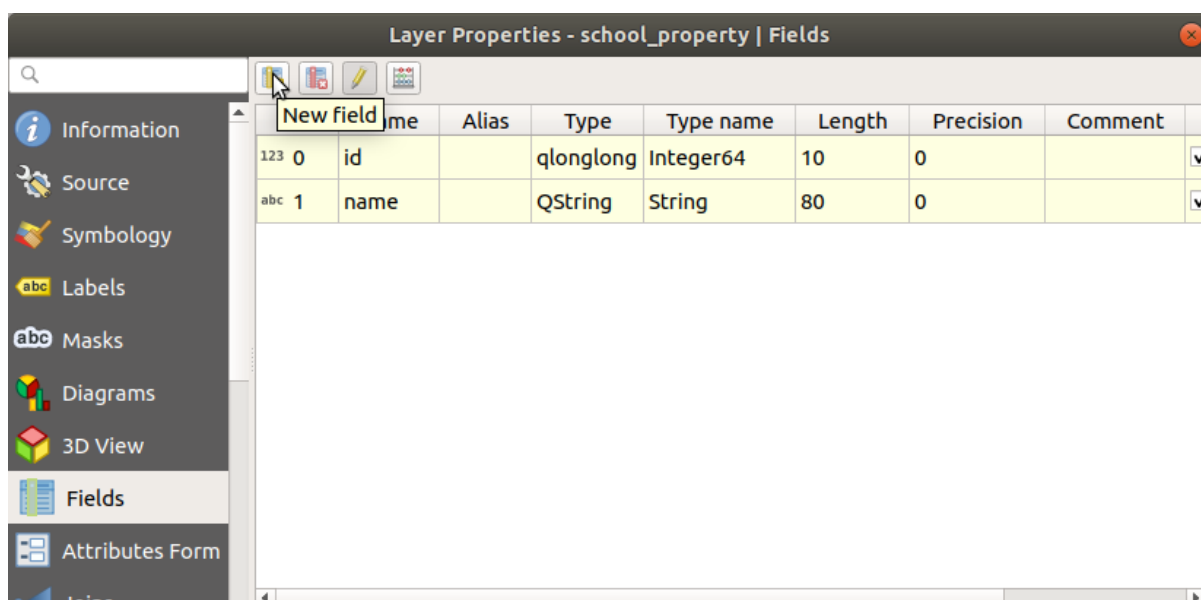 Layer Properties - school_property | Fields
New field
Alias Type Type name Length Precision Comment
123 0 id qlonglong Integer64 10 0
abc 1 name QString String 80 0
Information
Source
Symbology
abc Labels
abc Masks
Diagrams
3D View
Fields
Attributes Form